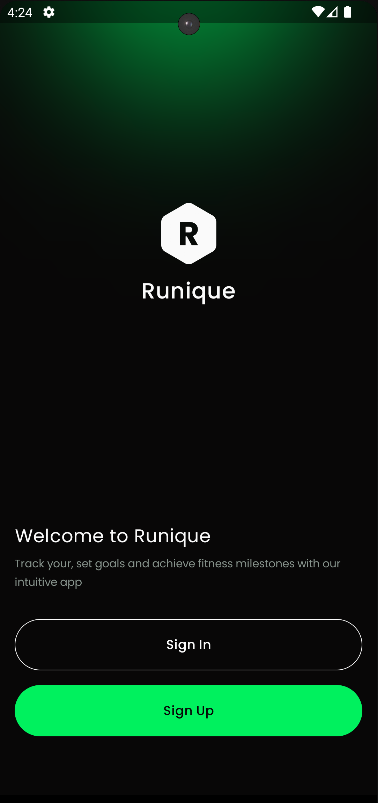 4:24
R
Runique
Welcome to Runique
Track your, set goals and achieve fitness milestones with our
intuitive app
Sign In
Sign Up